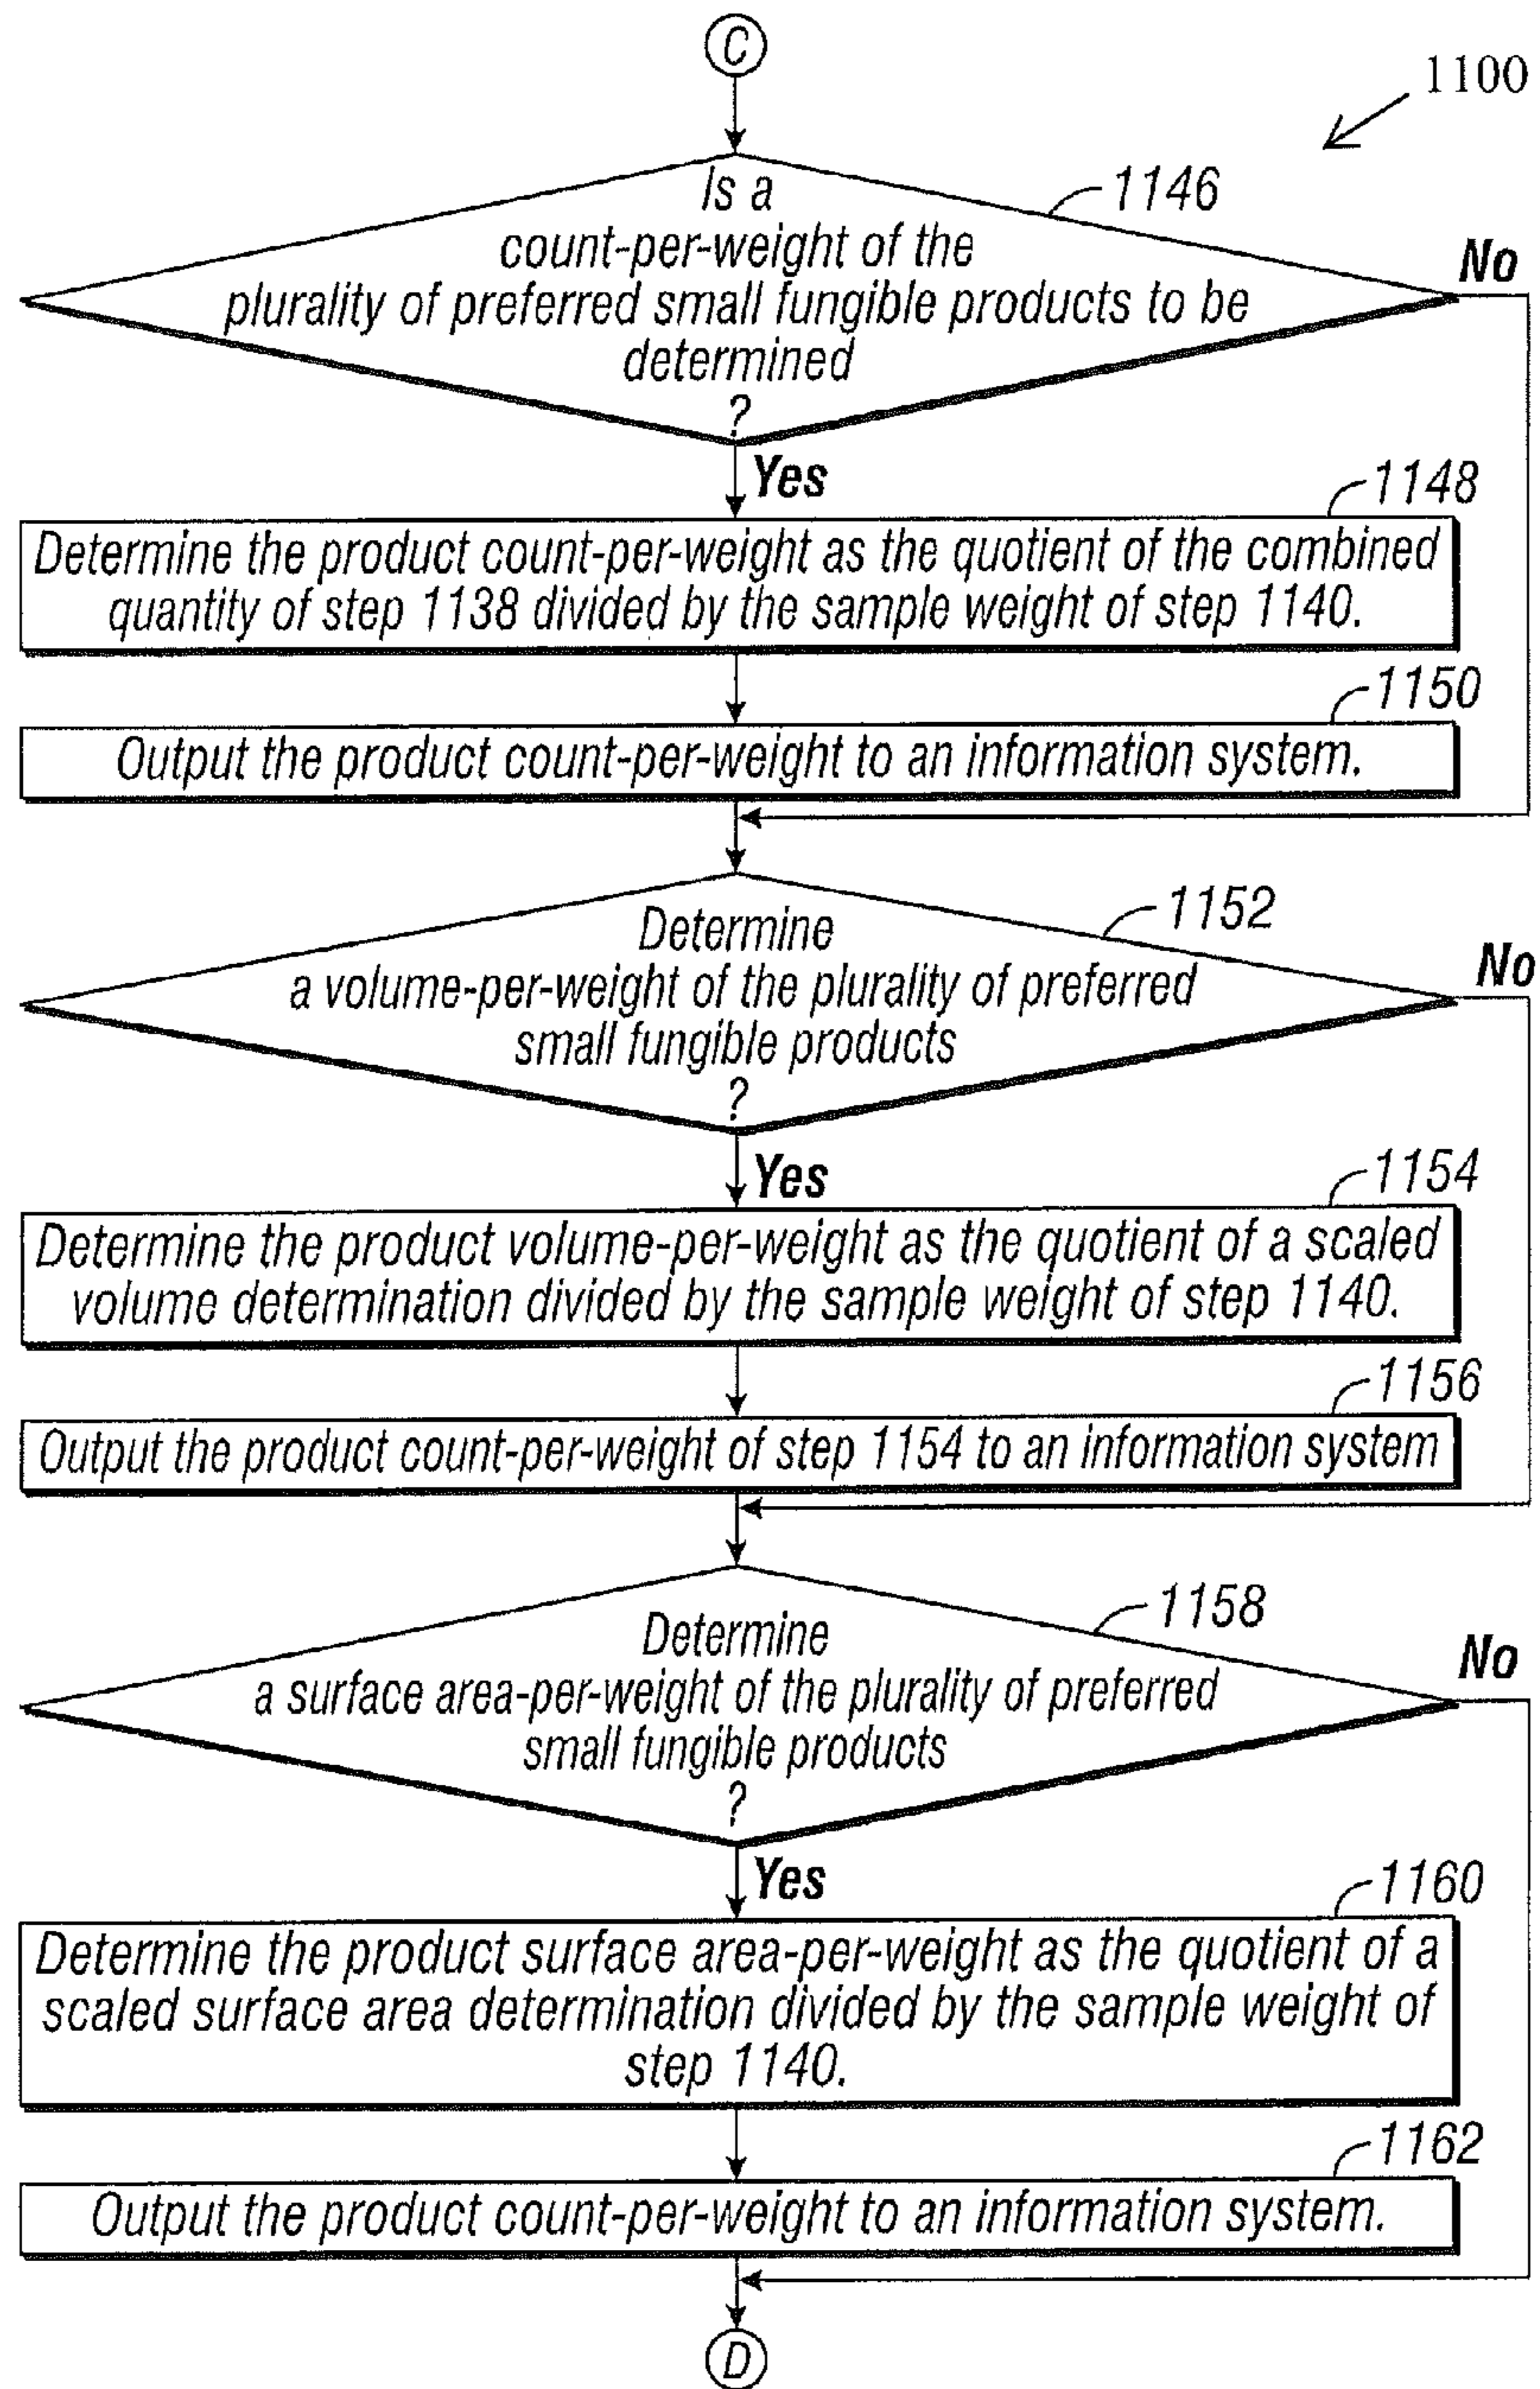 C
1100
Is a
1146
count-per-weight of the
No
plurality of preferred small fungible products to be
determined
?
Yes
1148
Determine the product count-per-weight as the quotient of the combined
quantity of step 1138 divided by the sample weight of step 1140.
1150
Output the product count-per-weight to an information system.
1152
Determine
No
a volume-per-weight of the plurality of preferred
small fungible products
?
Yes
1154
Determine the product volume-per-weight as the quotient of a scaled
volume determination divided by the sample weight of step 1140.
1156
Output the product count-per-weight of step 1154 to an information system
1158
Determine
No
a surface area-per-weight of the plurality of preferred
small fungible products
?
Yes
1160
Determine the product surface area-per-weight as the quotient of a
scaled surface area determination divided by the sample weight of
step 1140.
1162
Output the product count-per-weight to an information system.
D